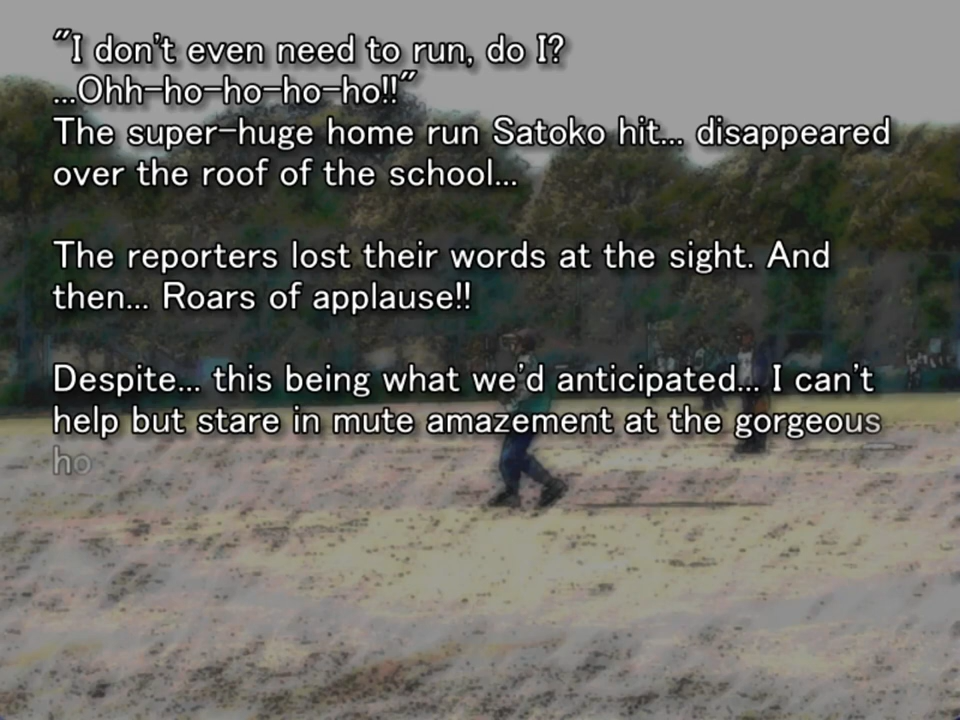 "I don't even need to run, do I?
...Ohh-ho-ho-ho-ho!!"
The super-huge home run Satoko hit... disappeared
over the roof of the school...
The reporters lost their words at the sight. And
then... Roars of applause!!
Despite... this being what we'd anticipated... I can't
help but stare in mute amazement at the gorgeous
ho